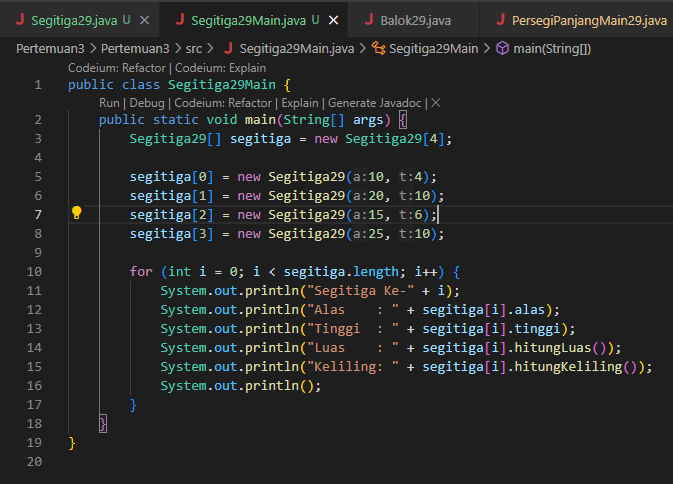 J Segitiga29.java U × J Segitiga29Main.java U × J Balok29.java J PersegiPanjangMain29.java
Pertemuan3 > Pertemuan3 > src > J Segitiga29Main.java > Segitiga29Main > main(String[])
Codeium: Refactor | Codeium: Explain
1 public class Segitiga29Main {
Run | Debug | Codeium: Refactor | Explain | Generate Javadoc | ×
2 public static void main(String[] args) {
3 Segitiga29[] segitiga = new Segitiga29[4];
4
5 segitiga[0] = new Segitiga29(a:10, t:4);
6 segitiga[1] = new Segitiga29(a:20, t:10);
7 segitiga[2] = new Segitiga29(a:15, t:6);
8 segitiga[3] = new Segitiga29(a:25, t:10);
9
10 for (int i = 0; i < segitiga.length; i++) {
11 System.out.println("Segitiga Ke-" + i);
12 System.out.println("Alas    : " + segitiga[i].alas);
13 System.out.println("Tinggi  : " + segitiga[i].tinggi);
14 System.out.println("Luas    : " + segitiga[i].hitungLuas());
15 System.out.println("Keliling: " + segitiga[i].hitungKeliling());
16 System.out.println();
17 }
18 }
19 }
20